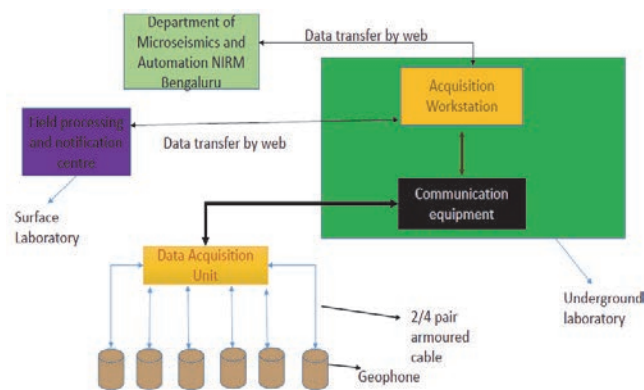 Department of
Microseismics and
Automation NIRM
Bengaluru
Data transfer by web
Acquisition
Workstation
Field processing
and notification
centre
Data transfer by web
Communication
equipment
Surface
Laboratory
Data Acquisition
Unit
Underground
laboratory
2/4 pair
armoured
cable
Geophone